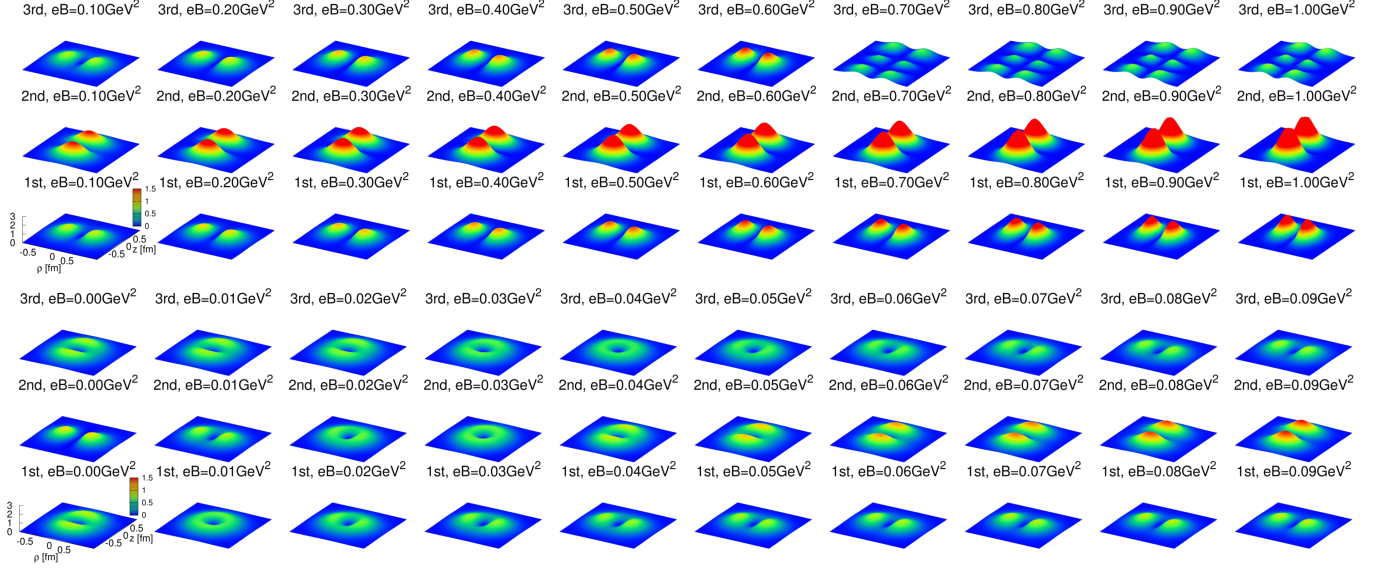 3rd, eB=0.10GeV² 3rd, eB=0.20GeV² 3rd, eB=0.30GeV² 3rd, eB=0.40GeV² 3rd, eB=0.50GeV² 3rd, eB=0.60GeV² 3rd, eB=0.70GeV² 3rd, eB=0.80GeV² 3rd, eB=0.90GeV² 3rd, eB=1.00GeV²
2nd, eB=0.10GeV² 2nd, eB=0.20GeV² 2nd, eB=0.30GeV² 2nd, eB=0.40GeV² 2nd, eB=0.50GeV² 2nd, eB=0.60GeV² 2nd, eB=0.70GeV² 2nd, eB=0.80GeV² 2nd, eB=0.90GeV² 2nd, eB=1.00GeV²
1st, eB=0.10GeV² 1st, eB=0.20GeV² 1st, eB=0.30GeV² 1st, eB=0.40GeV² 1st, eB=0.50GeV² 1st, eB=0.60GeV² 1st, eB=0.70GeV² 1st, eB=0.80GeV² 1st, eB=0.90GeV² 1st, eB=1.00GeV²
1.5
1
0.5
0
3
2
1
0
-0.5 0 0.5
ρ [fm]
-0.5 0 0.5
z [fm]
3rd, eB=0.00GeV² 3rd, eB=0.01GeV² 3rd, eB=0.02GeV² 3rd, eB=0.03GeV² 3rd, eB=0.04GeV² 3rd, eB=0.05GeV² 3rd, eB=0.06GeV² 3rd, eB=0.07GeV² 3rd, eB=0.08GeV² 3rd, eB=0.09GeV²
2nd, eB=0.00GeV² 2nd, eB=0.01GeV² 2nd, eB=0.02GeV² 2nd, eB=0.03GeV² 2nd, eB=0.04GeV² 2nd, eB=0.05GeV² 2nd, eB=0.06GeV² 2nd, eB=0.07GeV² 2nd, eB=0.08GeV² 2nd, eB=0.09GeV²
1st, eB=0.00GeV² 1st, eB=0.01GeV² 1st, eB=0.02GeV² 1st, eB=0.03GeV² 1st, eB=0.04GeV² 1st, eB=0.05GeV² 1st, eB=0.06GeV² 1st, eB=0.07GeV² 1st, eB=0.08GeV² 1st, eB=0.09GeV²
1.5
1
0.5
0
3
2
1
0
-0.5 0 0.5
ρ [fm]
-0.5 0 0.5
z [fm]